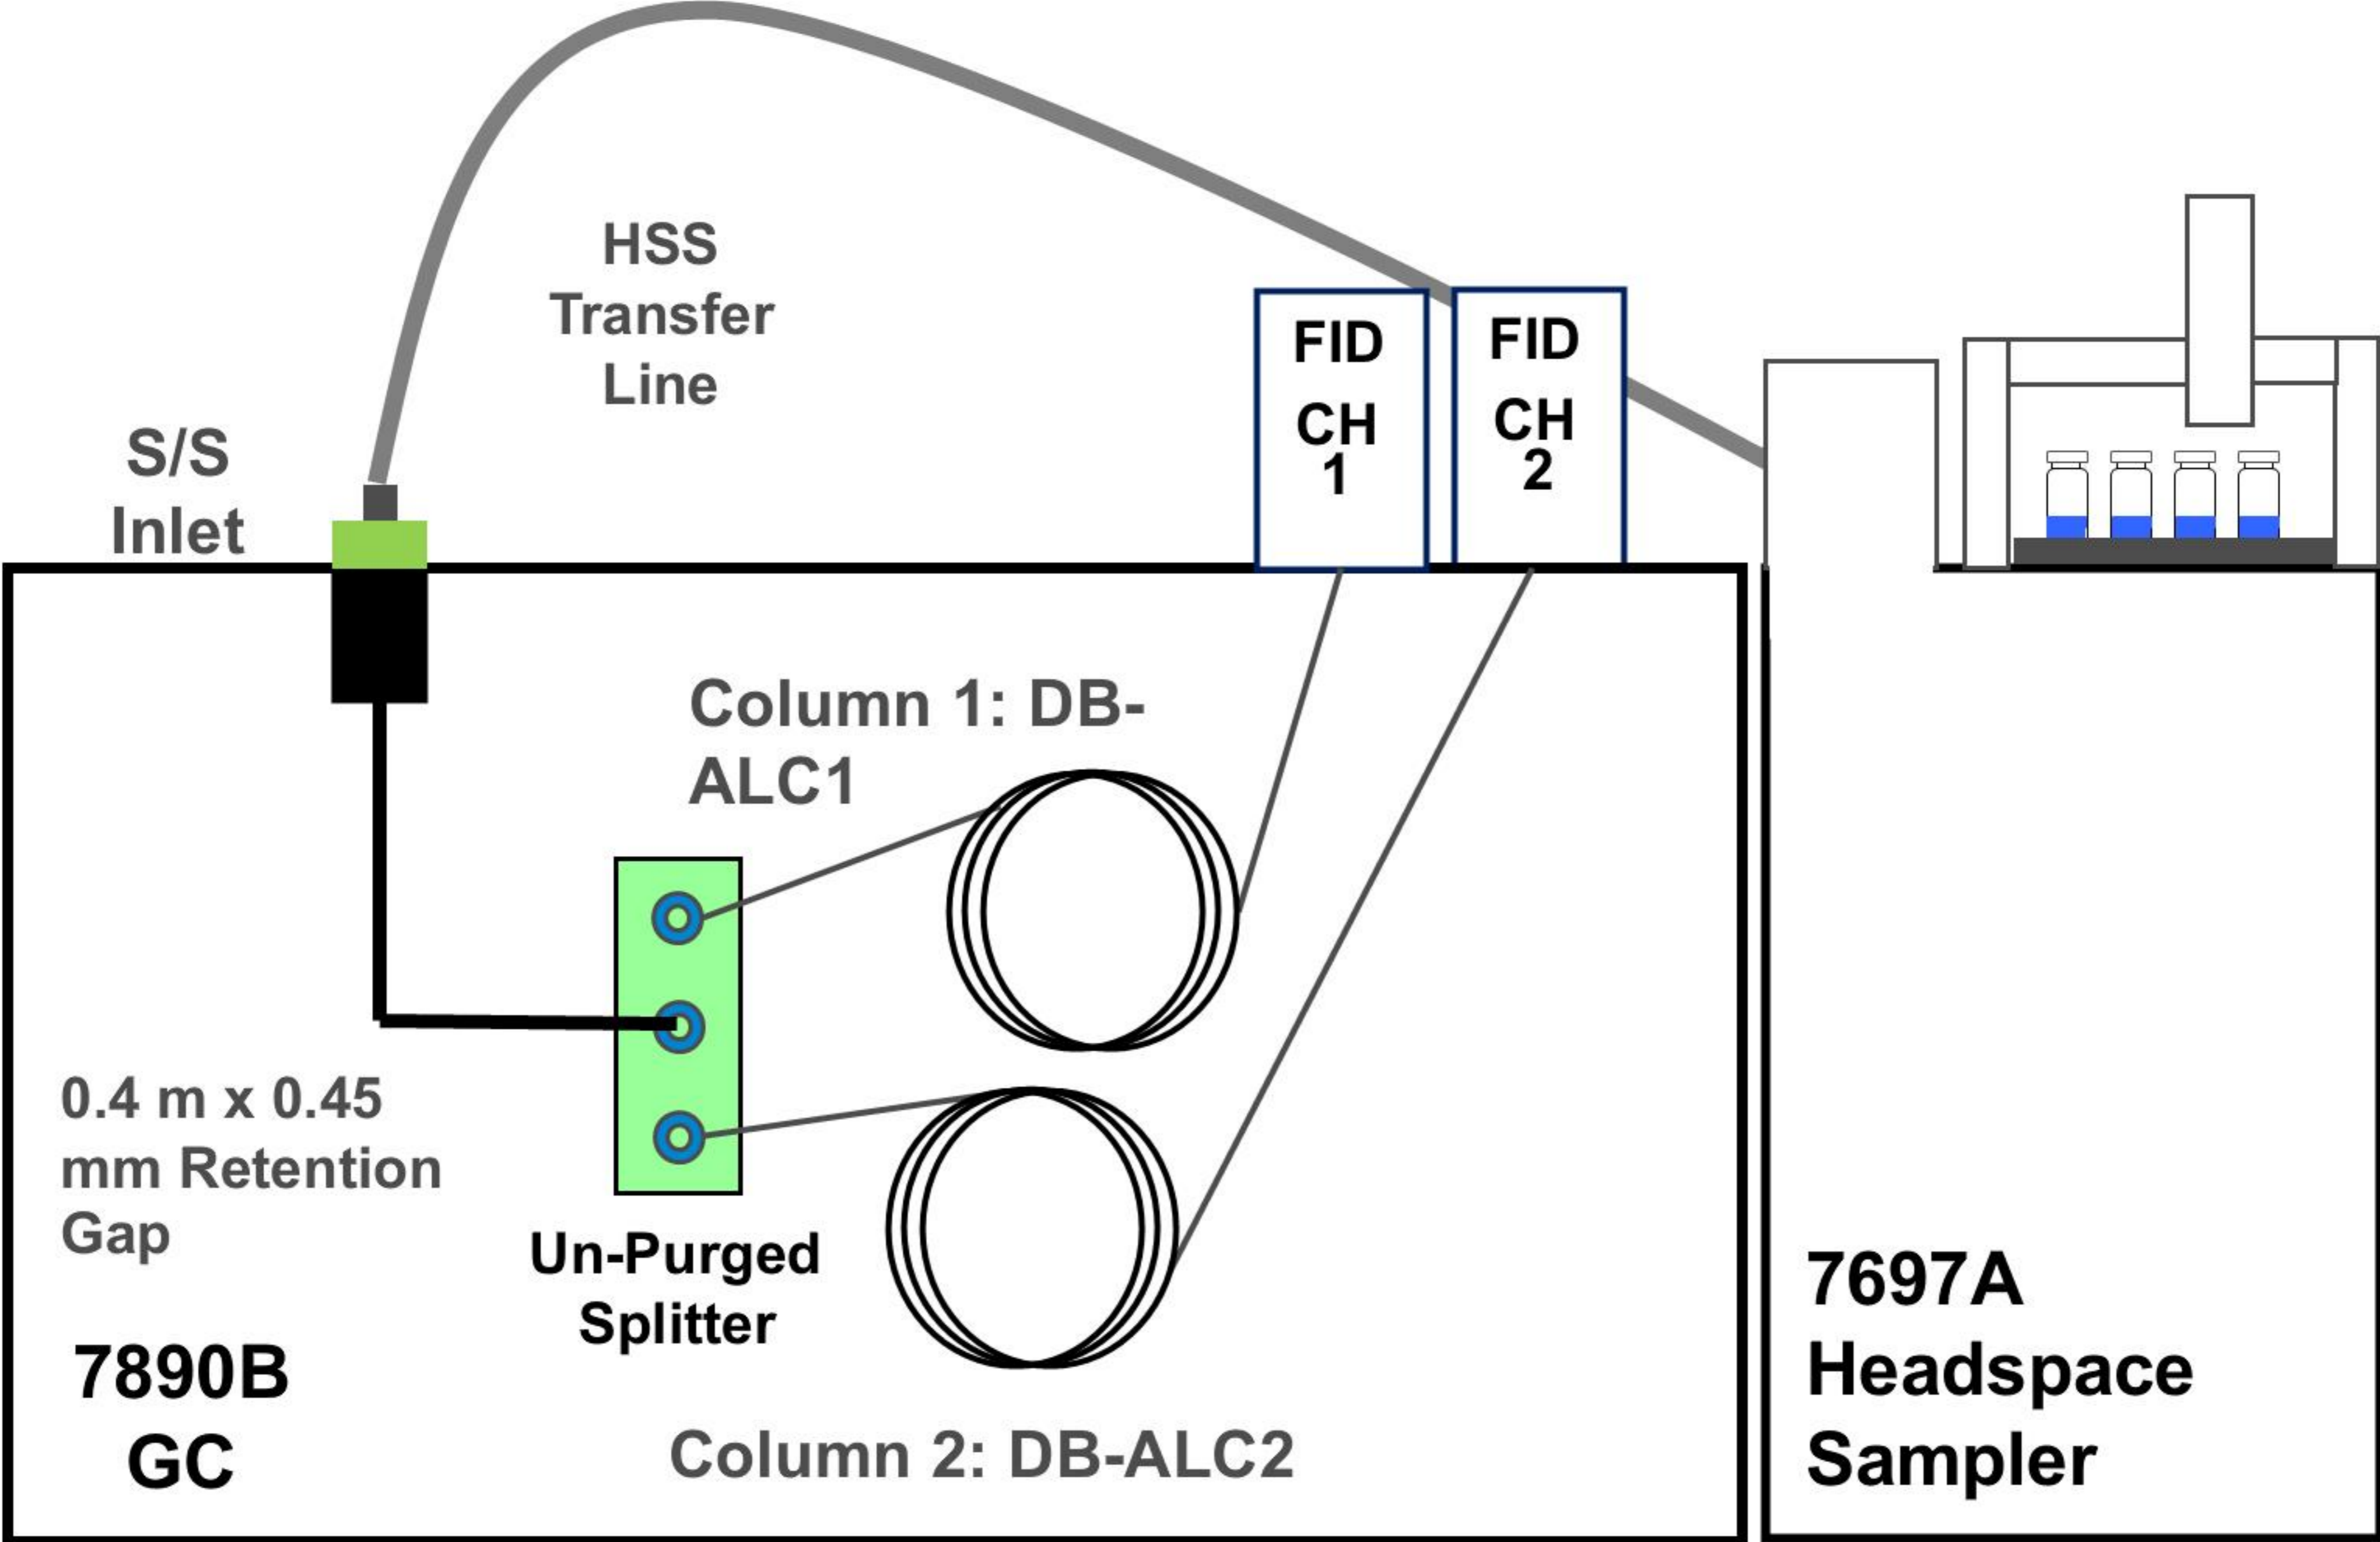 HSS
Transfer
Line
S/S
Inlet
FID
CH
1
FID
CH
2
Column 1: DB-
ALC1
0.4 m x 0.45
mm Retention
Gap
Un-Purged
Splitter
7890B
GC
Column 2: DB-ALC2
7697A
Headspace
Sampler